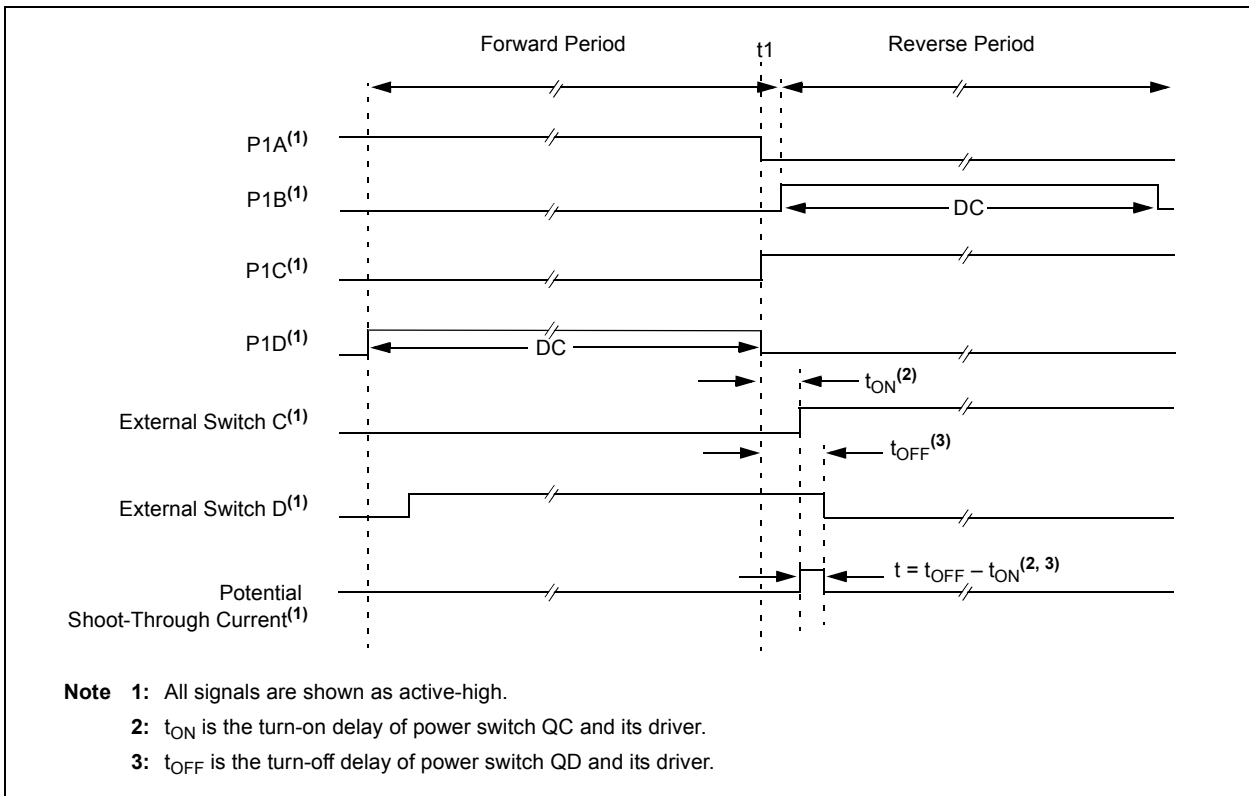 Forward Period
t1
Reverse Period
P1A(1)
P1B(1)
DC
P1C(1)
P1D(1)
DC
tON(2)
External Switch C(1)
tOFF(3)
External Switch D(1)
t = tOFF – tON(2, 3)
Potential
Shoot-Through Current(1)
Note 1: All signals are shown as active-high.
2: tON is the turn-on delay of power switch QC and its driver.
3: tOFF is the turn-off delay of power switch QD and its driver.